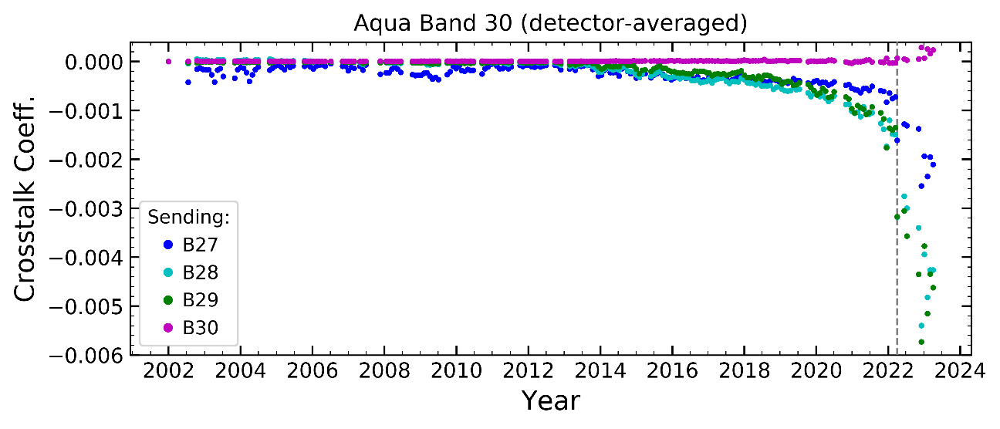 Aqua Band 30 (detector-averaged)
Crosstalk Coeff.
0.000
−0.001
−0.002
−0.003
−0.004
−0.005
−0.006
Sending:
B27
B28
B29
B30
2002 2004 2006 2008 2010 2012 2014 2016 2018 2020 2022 2024
Year